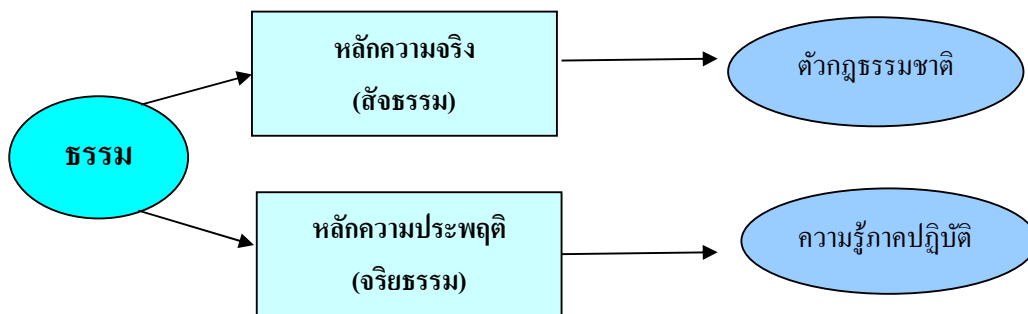 หลักความจริง
(สัจธรรม)
ตัวกฎธรรมชาติ
ธรรม
หลักความประพฤติ
(จริยธรรม)
ความรู้ภาคปฏิบัติ